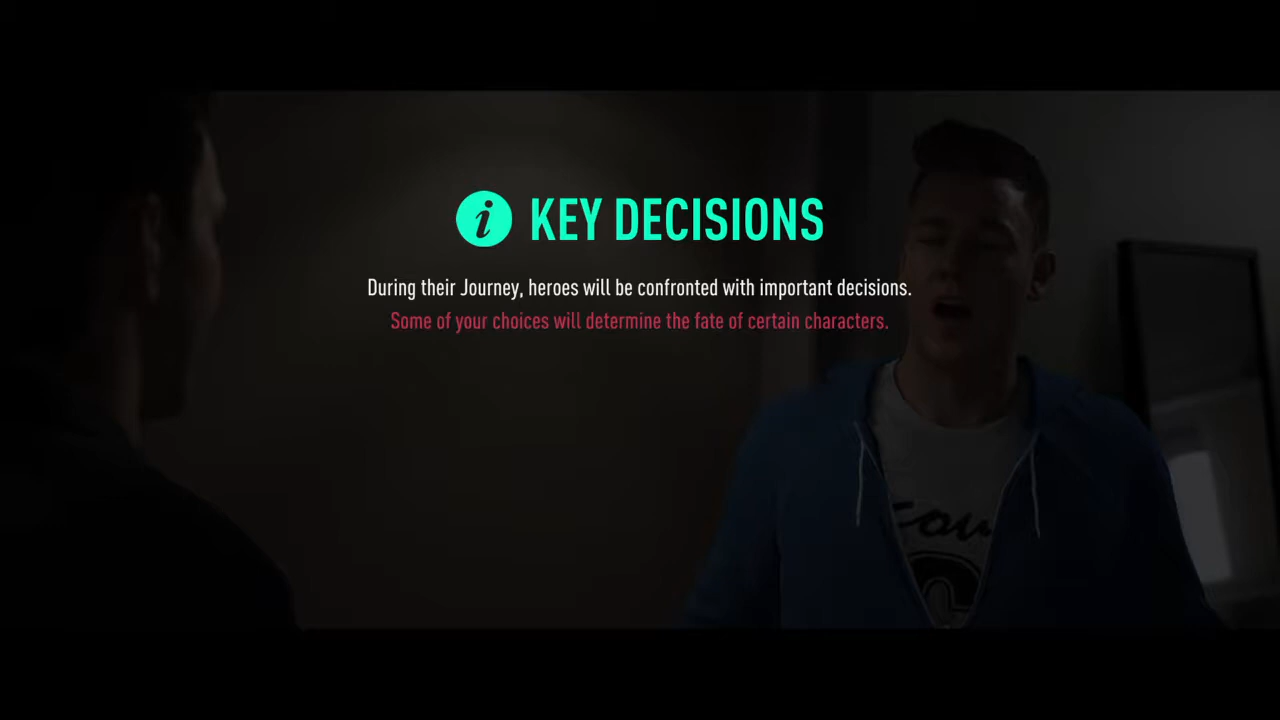 i KEY DECISIONS
During their Journey, heroes will be confronted with important decisions.
Some of your choices will determine the fate of certain characters.